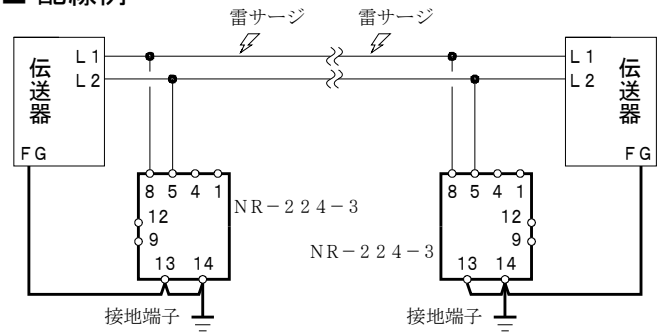 ■ 配線例
雷サージ 雷サージ
伝送器 L1 L2 FG
L1 L2 FG 伝送器
8 5 4 1
12
9
13 14
NR-224-3
接地端子
8 5 4 1
12
9
13 14
NR-224-3
接地端子